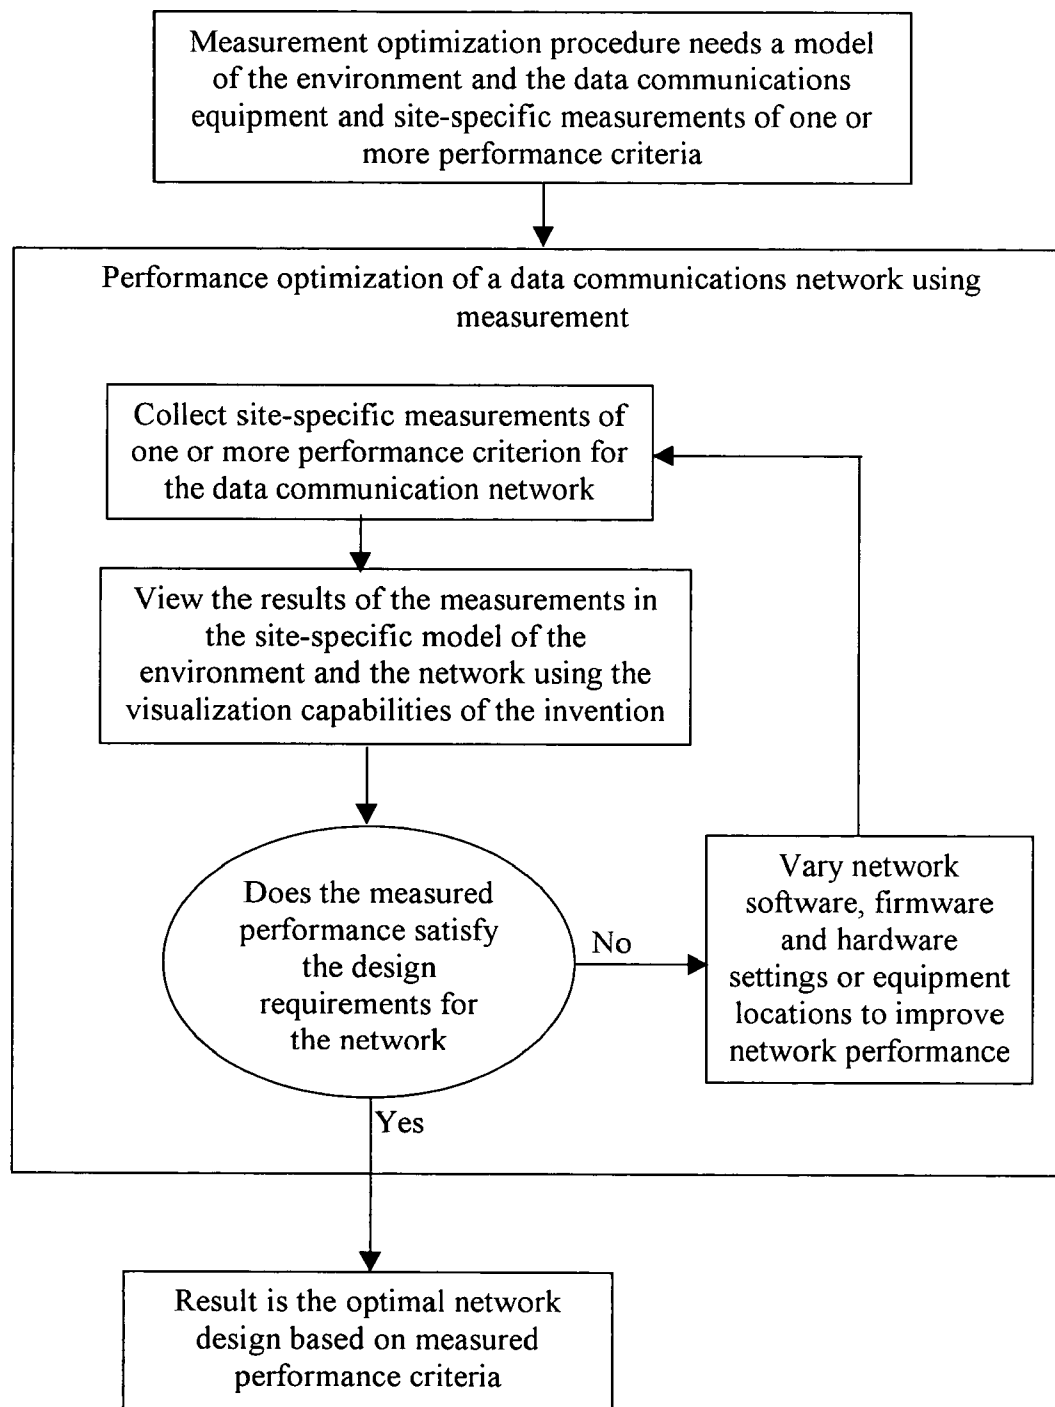 Measurement optimization procedure needs a model
of the environment and the data communications
equipment and site-specific measurements of one or
more performance criteria
Performance optimization of a data communications network using
measurement
Collect site-specific measurements of
one or more performance criterion for
the data communication network
View the results of the measurements in
the site-specific model of the
environment and the network using the
visualization capabilities of the invention
Does the measured
performance satisfy
the design
requirements for
the network
No
Vary network
software, firmware
and hardware
settings or equipment
locations to improve
network performance
Yes
Result is the optimal network
design based on measured
performance criteria